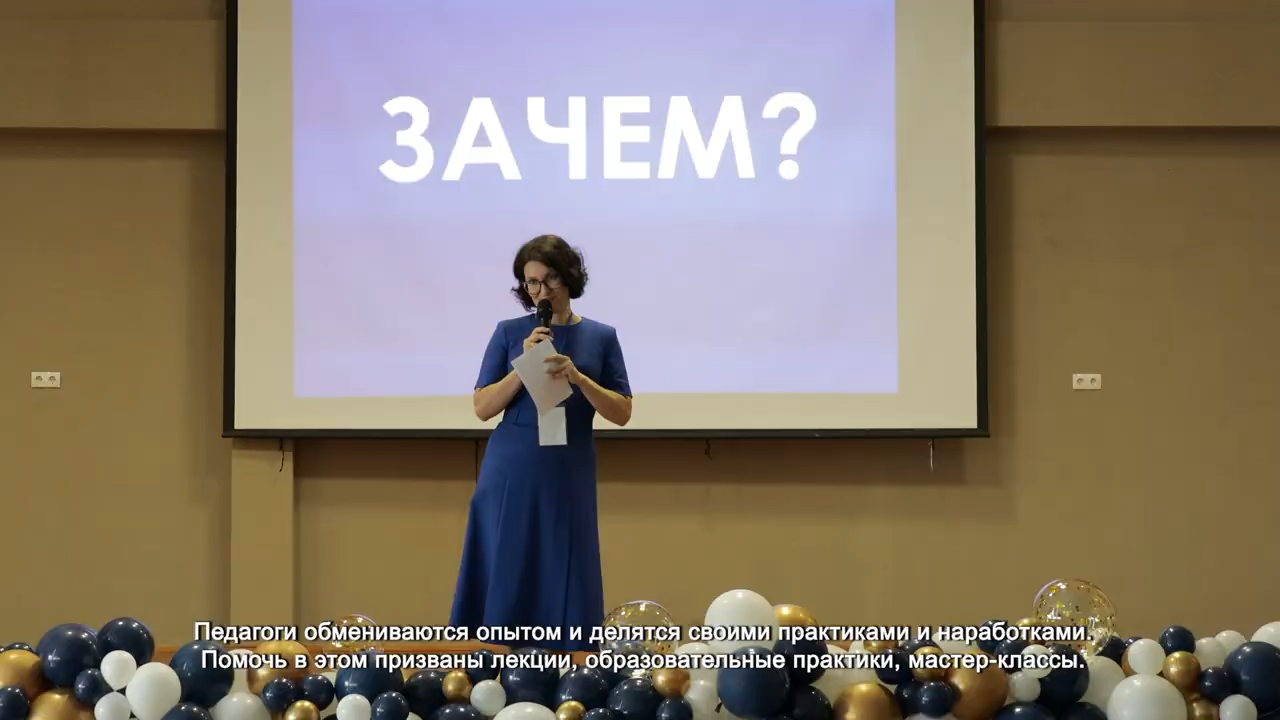 ЗАЧЕМ?
Педагоги обмениваются опытом и делятся своими практиками и наработками.
Помочь в этом призваны лекции, образовательные практики, мастер-классы.